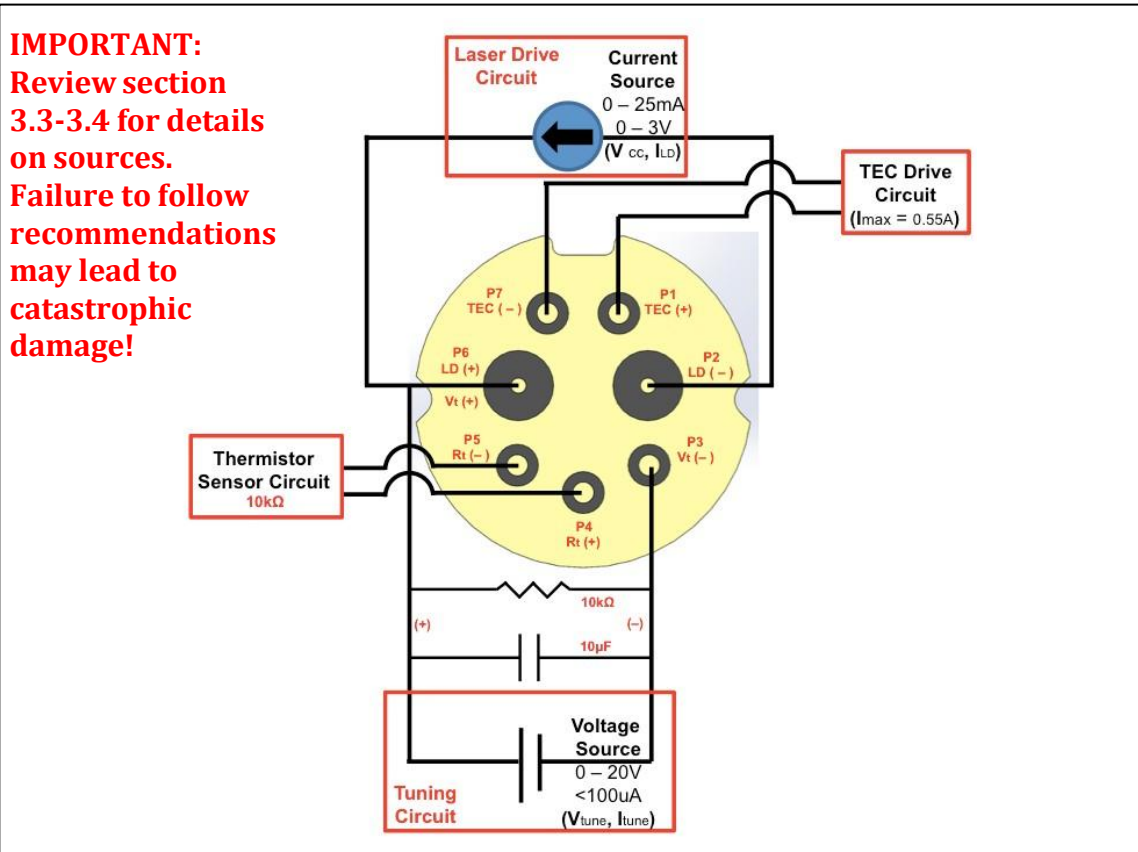 IMPORTANT:
Review section
3.3-3.4 for details
on sources.
Failure to follow
recommendations
may lead to
catastrophic
damage!
Laser Drive
Circuit
Current
Source
0 – 25mA
0 – 3V
(V cc, ILD)
TEC Drive
Circuit
(Imax = 0.55A)
P7
TEC ( – )
P1
TEC (+)
P6
LD (+)
Vt (+)
P2
LD ( – )
P5
Rt (– )
P3
Vt ( – )
P4
Rt (+)
Thermistor
Sensor Circuit
10kΩ
10kΩ
(+)
(–)
10µF
Voltage
Source
0 – 20V
<100uA
(Vtune, Itune)
Tuning
Circuit